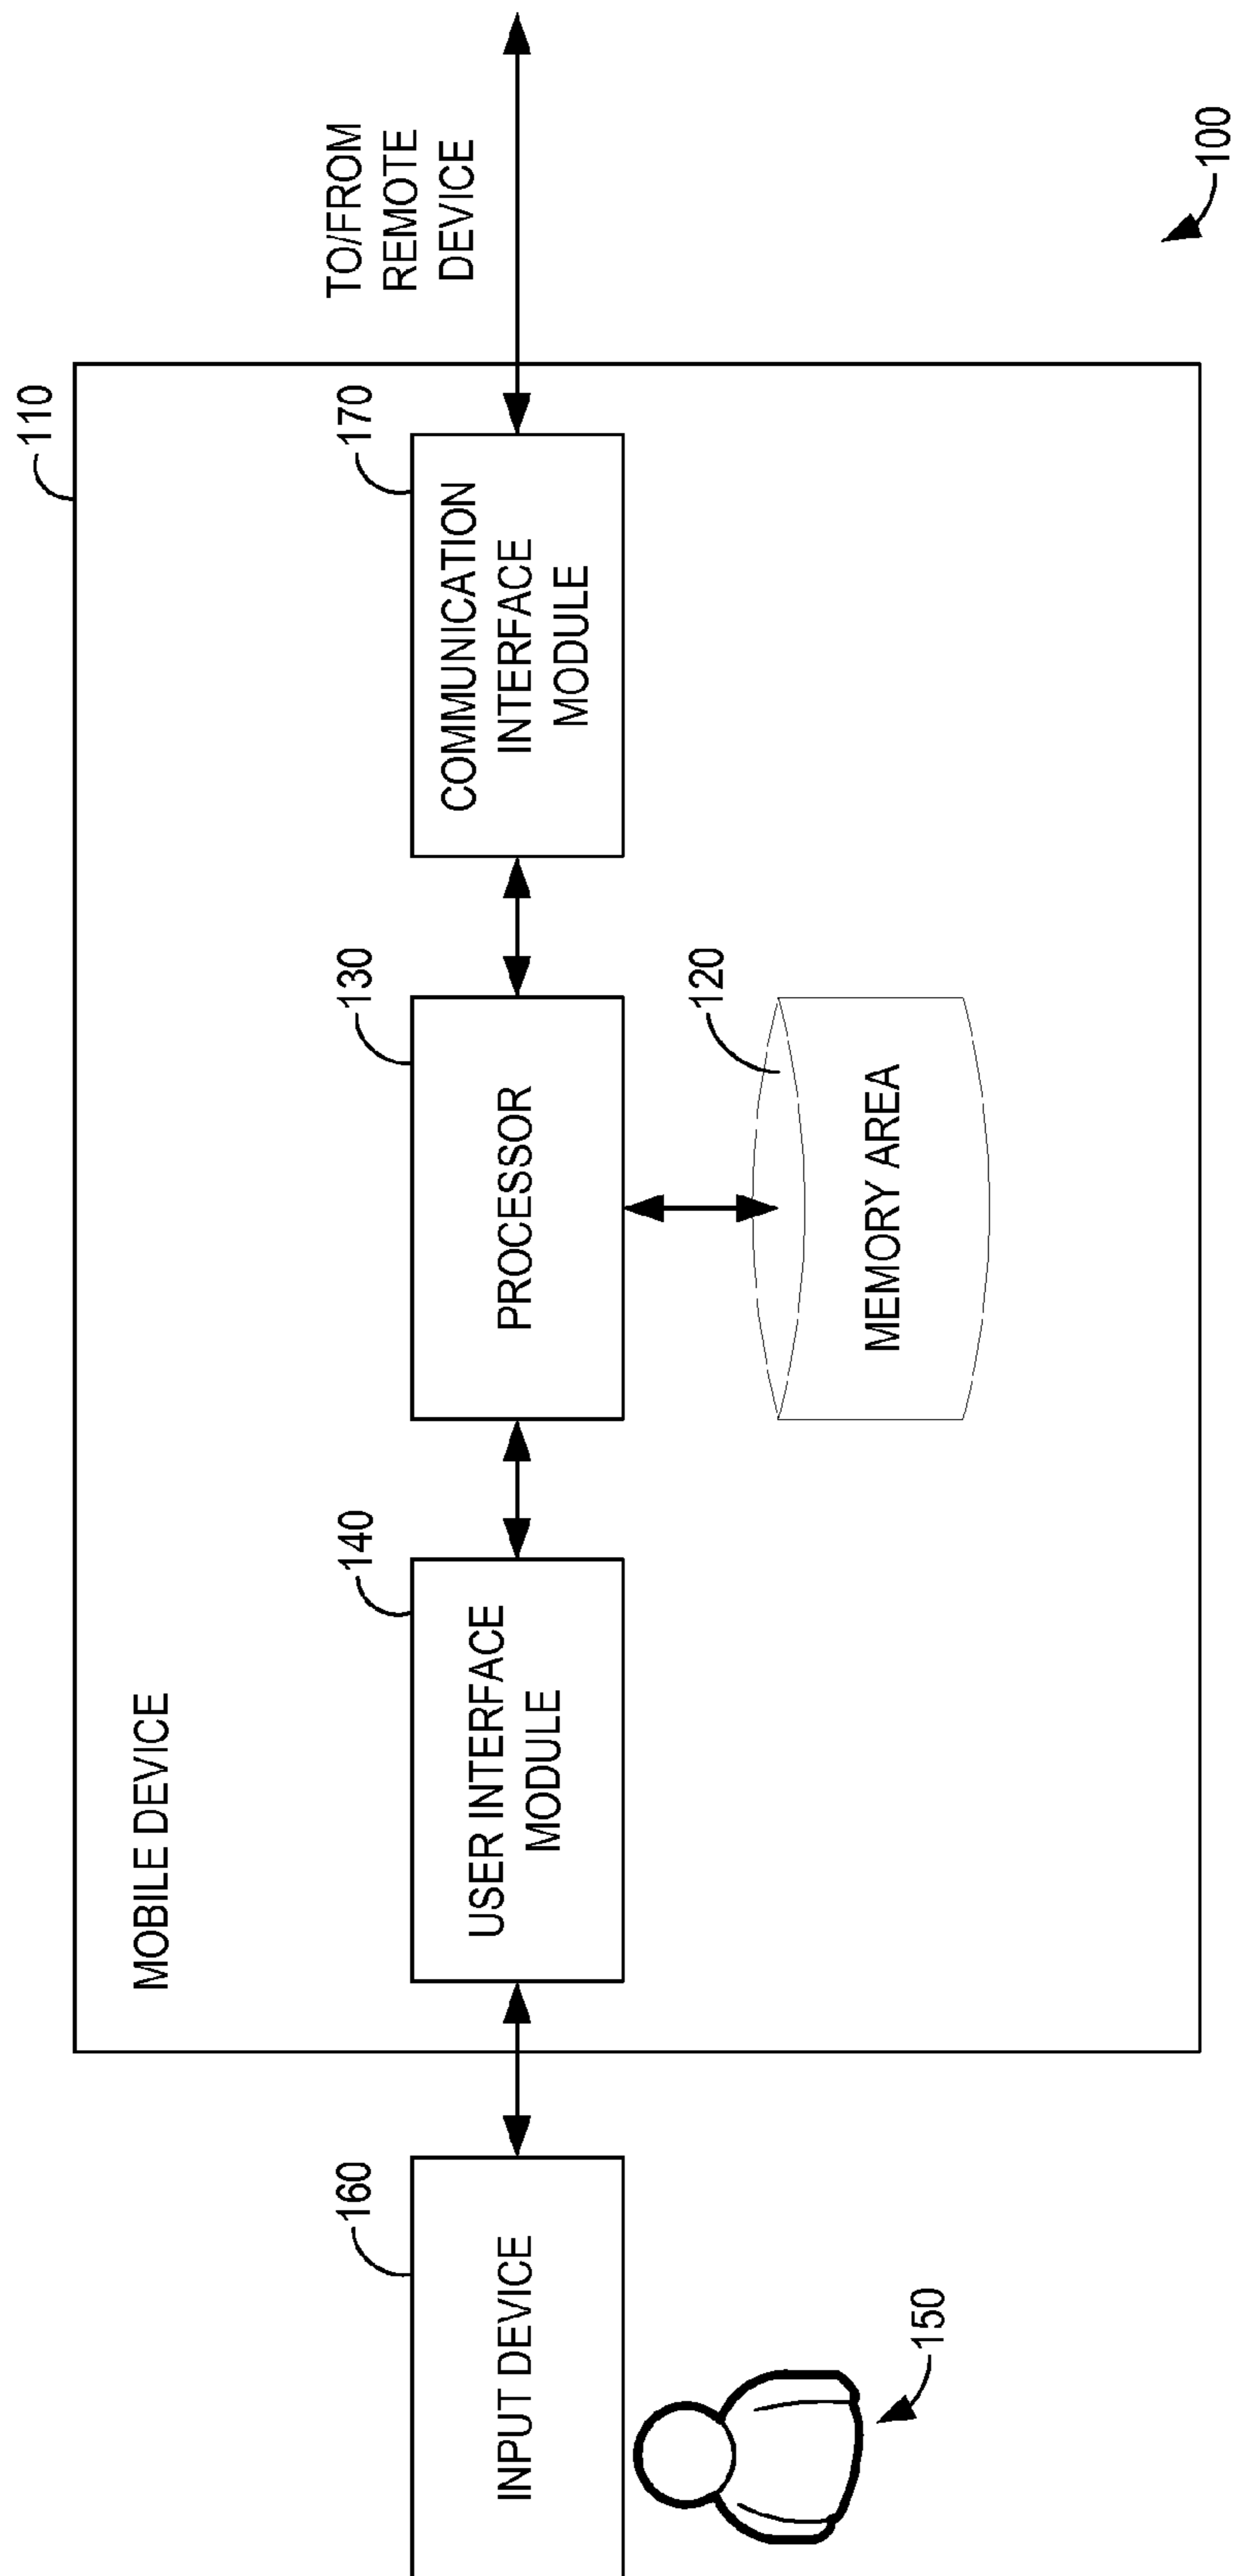 MOBILE DEVICE
110
TO/FROM
REMOTE
DEVICE
160
INPUT DEVICE
140
USER INTERFACE
MODULE
130
PROCESSOR
170
COMMUNICATION
INTERFACE
MODULE
120
MEMORY AREA
150
100